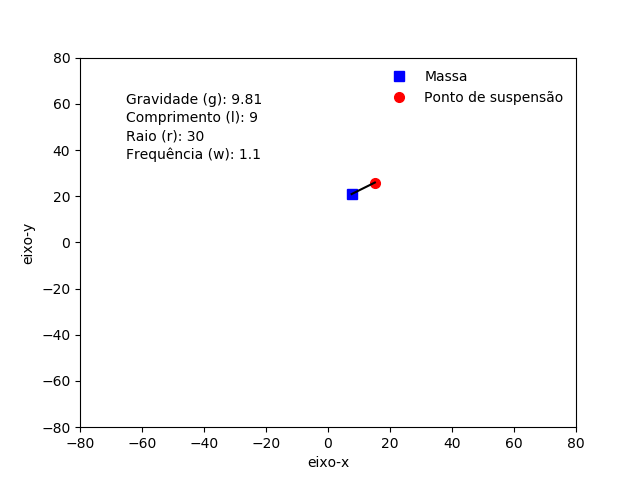 Massa
Ponto de suspensão
Gravidade (g): 9.81
Comprimento (l): 9
Raio (r): 30
Frequência (w): 1.1
80
60
40
20
0
−20
−40
−60
−80
eixo-y
−80 −60 −40 −20 0 20 40 60 80
eixo-x